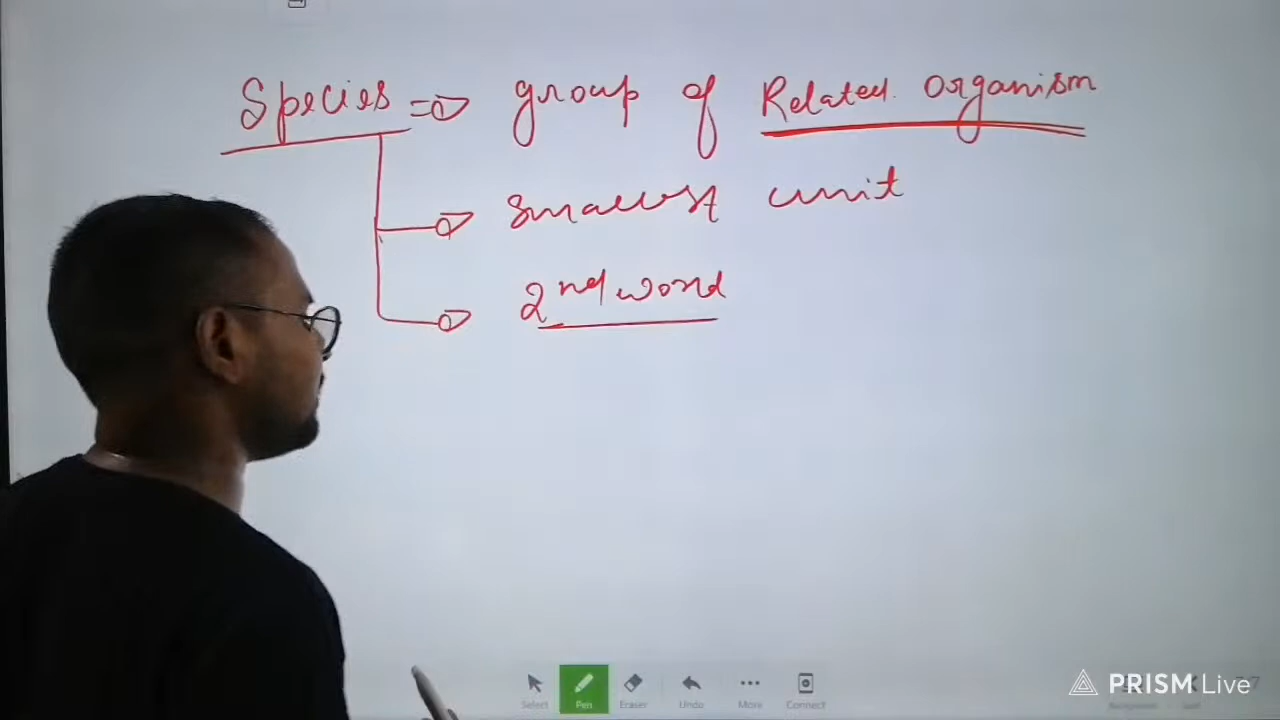 Species => group of Related organism
smallest unit
2nd word
Select Pen Eraser Undo More Connect
PRISM Live